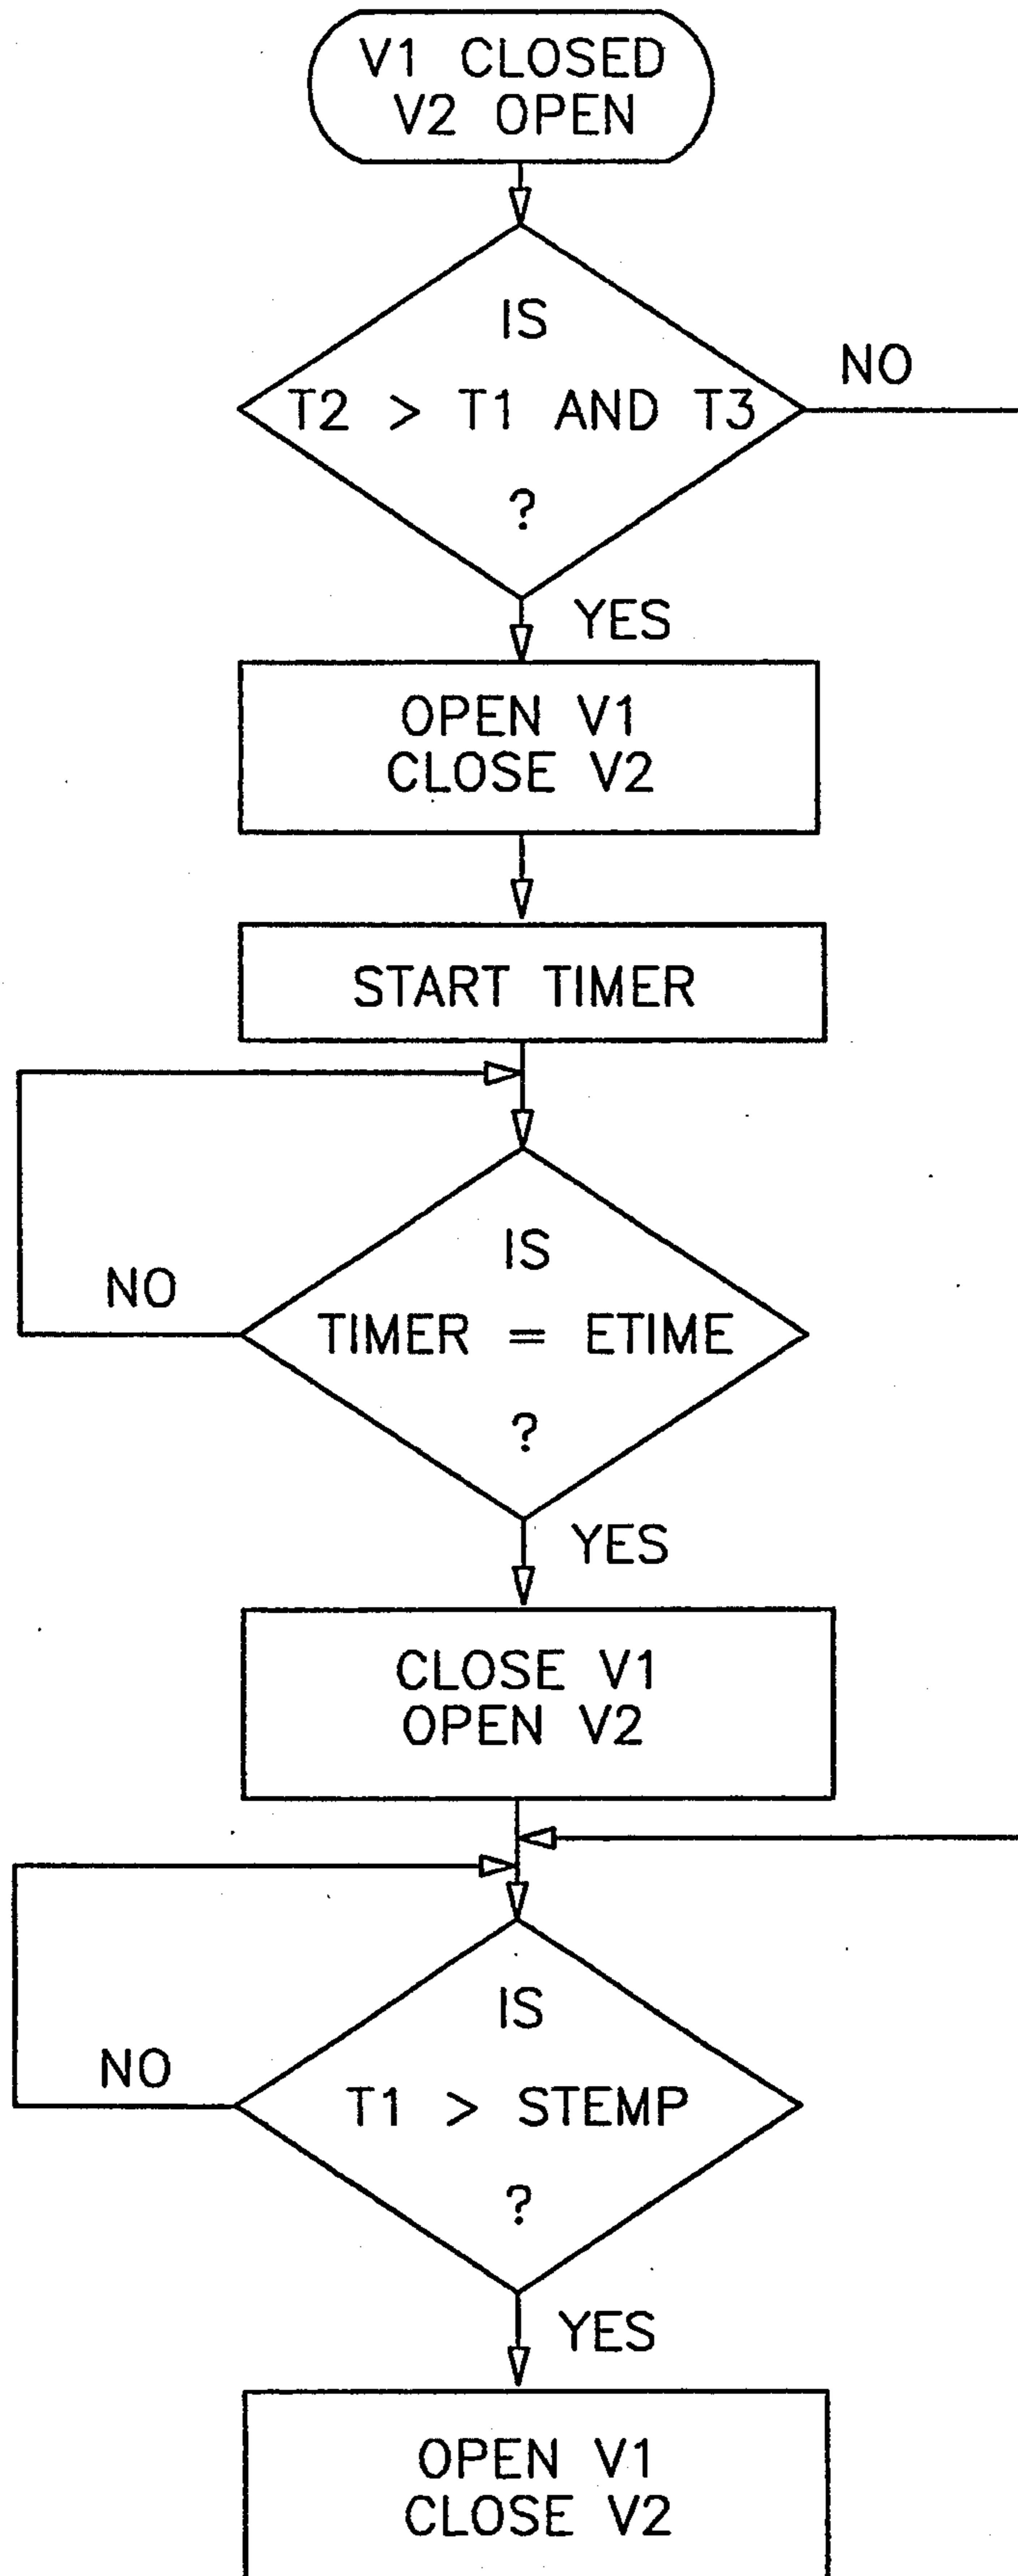 V1 CLOSED
V2 OPEN
IS
T2 > T1 AND T3
?
NO
YES
OPEN V1
CLOSE V2
START TIMER
IS
TIMER = ETIME
?
NO
YES
CLOSE V1
OPEN V2
IS
T1 > STEMP
?
NO
YES
OPEN V1
CLOSE V2